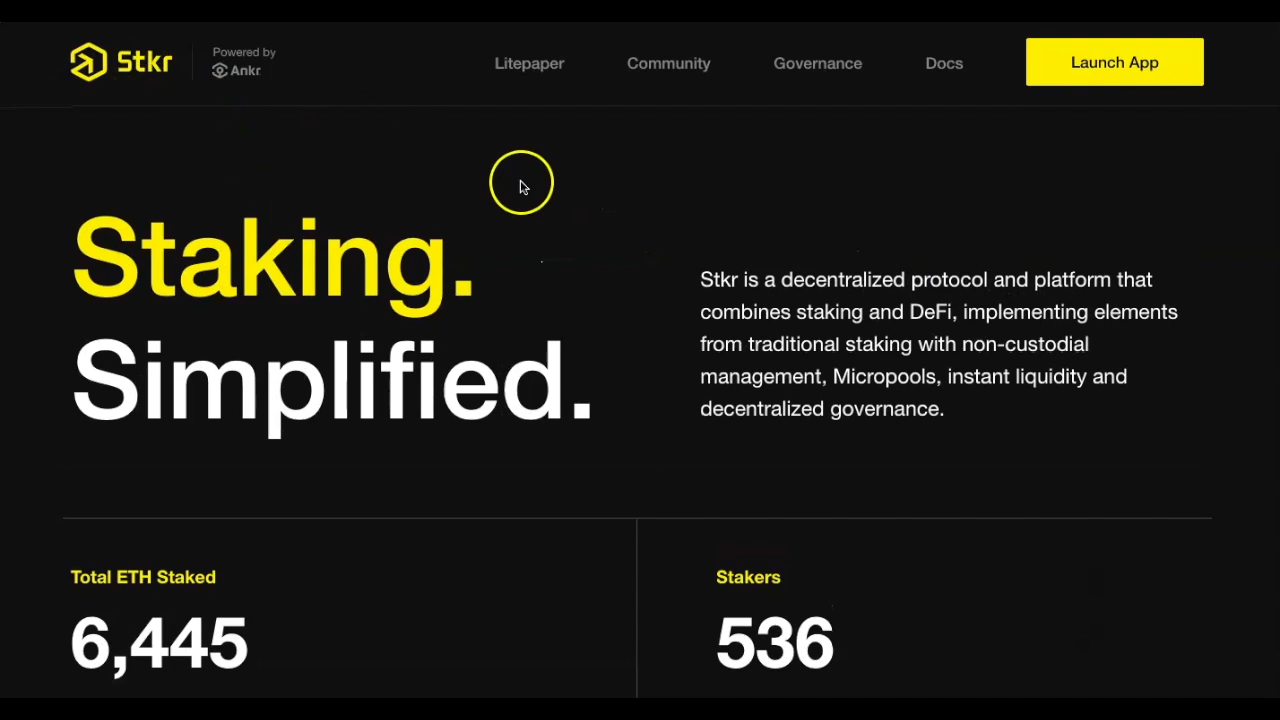 Stkr
Powered by
Ankr
Litepaper
Community
Governance
Docs
Launch App
Staking.
Simplified.
Stkr is a decentralized protocol and platform that
combines staking and DeFi, implementing elements
from traditional staking with non-custodial
management, Micropools, instant liquidity and
decentralized governance.
Total ETH Staked
6,445
Stakers
536